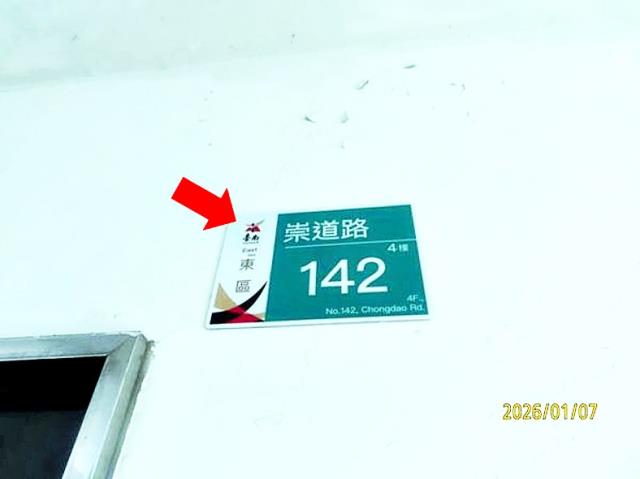 臺南
East
東區
崇道路
4樓
142
4F.,
No.142, Chongdao Rd.
2026/01/07